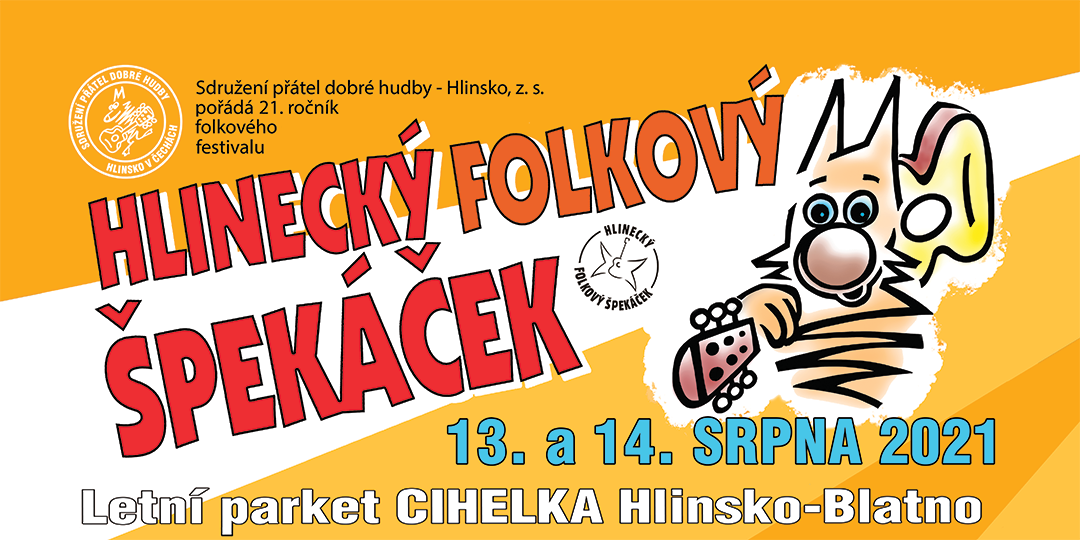 SDRUŽENÍ PŘÁTEL DOBRÉ HUDBY
HLINSKO V ČECHÁCH
Sdružení přátel dobré hudby - Hlinsko, z. s.
pořádá 21. ročník
folkového
festivalu
HLINECKÝ FOLKOVÝ
ŠPEKÁČEK
HLINECKÝ
FOLKOVÝ ŠPEKÁČEK
13. a 14. SRPNA 2021
Letní parket CIHELKA Hlinsko-Blatno